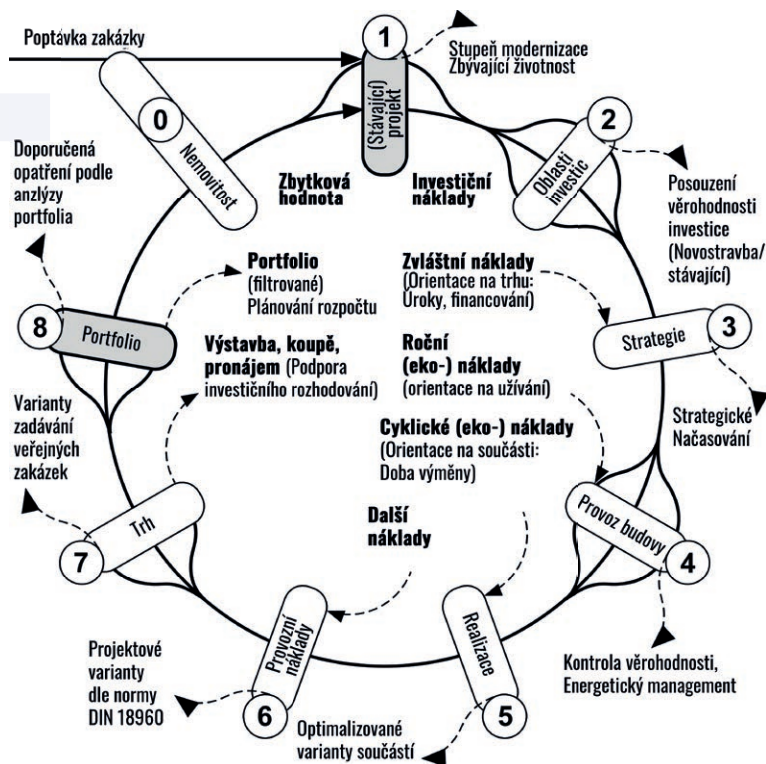 Poptávka zakázky
1
Stupeň modernizace
Zbývající životnost
(Stávající)
projekt
0
Nemovitost
2
Oblasti
investic
Doporučená
opatření podle
anzlýzy
portfolia
Zbytková
hodnota
Investiční
náklady
Posouzení
věrohodnosti
investice
(Novostravba/
stávající)
Portfolio
(filtrované)
Plánování rozpočtu
Zvláštní náklady
(Orientace na trhu:
Úroky, financování)
8
Portfolio
Strategie
3
Výstavba, koupě,
pronájem (Podpora
investičního rozhodování)
Roční
(eko-) náklady
(orientace na užívání)
Varianty
zadávání
veřejných
zakázek
Cyklické (eko-) náklady
(Orientace na součásti:
Doba výměny)
Strategické
Načasování
Trh
7
Další
náklady
Provoz budovy
4
Provozní
náklady
6
Realizace
5
Projektové
varianty
dle normy
DIN 18960
Kontrola věrohodnosti,
Energetický management
Optimalizované
varianty součástí